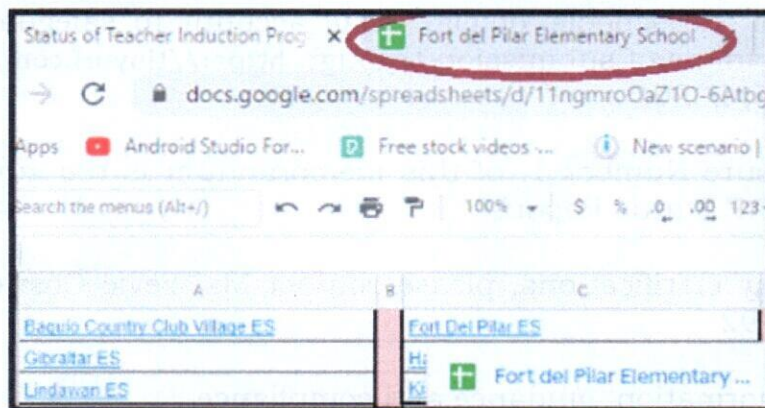 Status of Teacher Induction Prog × Fort del Pilar Elementary School
docs.google.com/spreadsheets/d/11ngmroOaZ1O-6Atbg
Apps Android Studio For... Free stock videos -... New scenario |
Search the menus (Alt+/) 100% $ % .0 .00 123
A B C
Baguio Country Club Village ES Fort Del Pilar ES
Gibraltar ES Ha
Lindawan ES Ki
Fort del Pilar Elementary ...